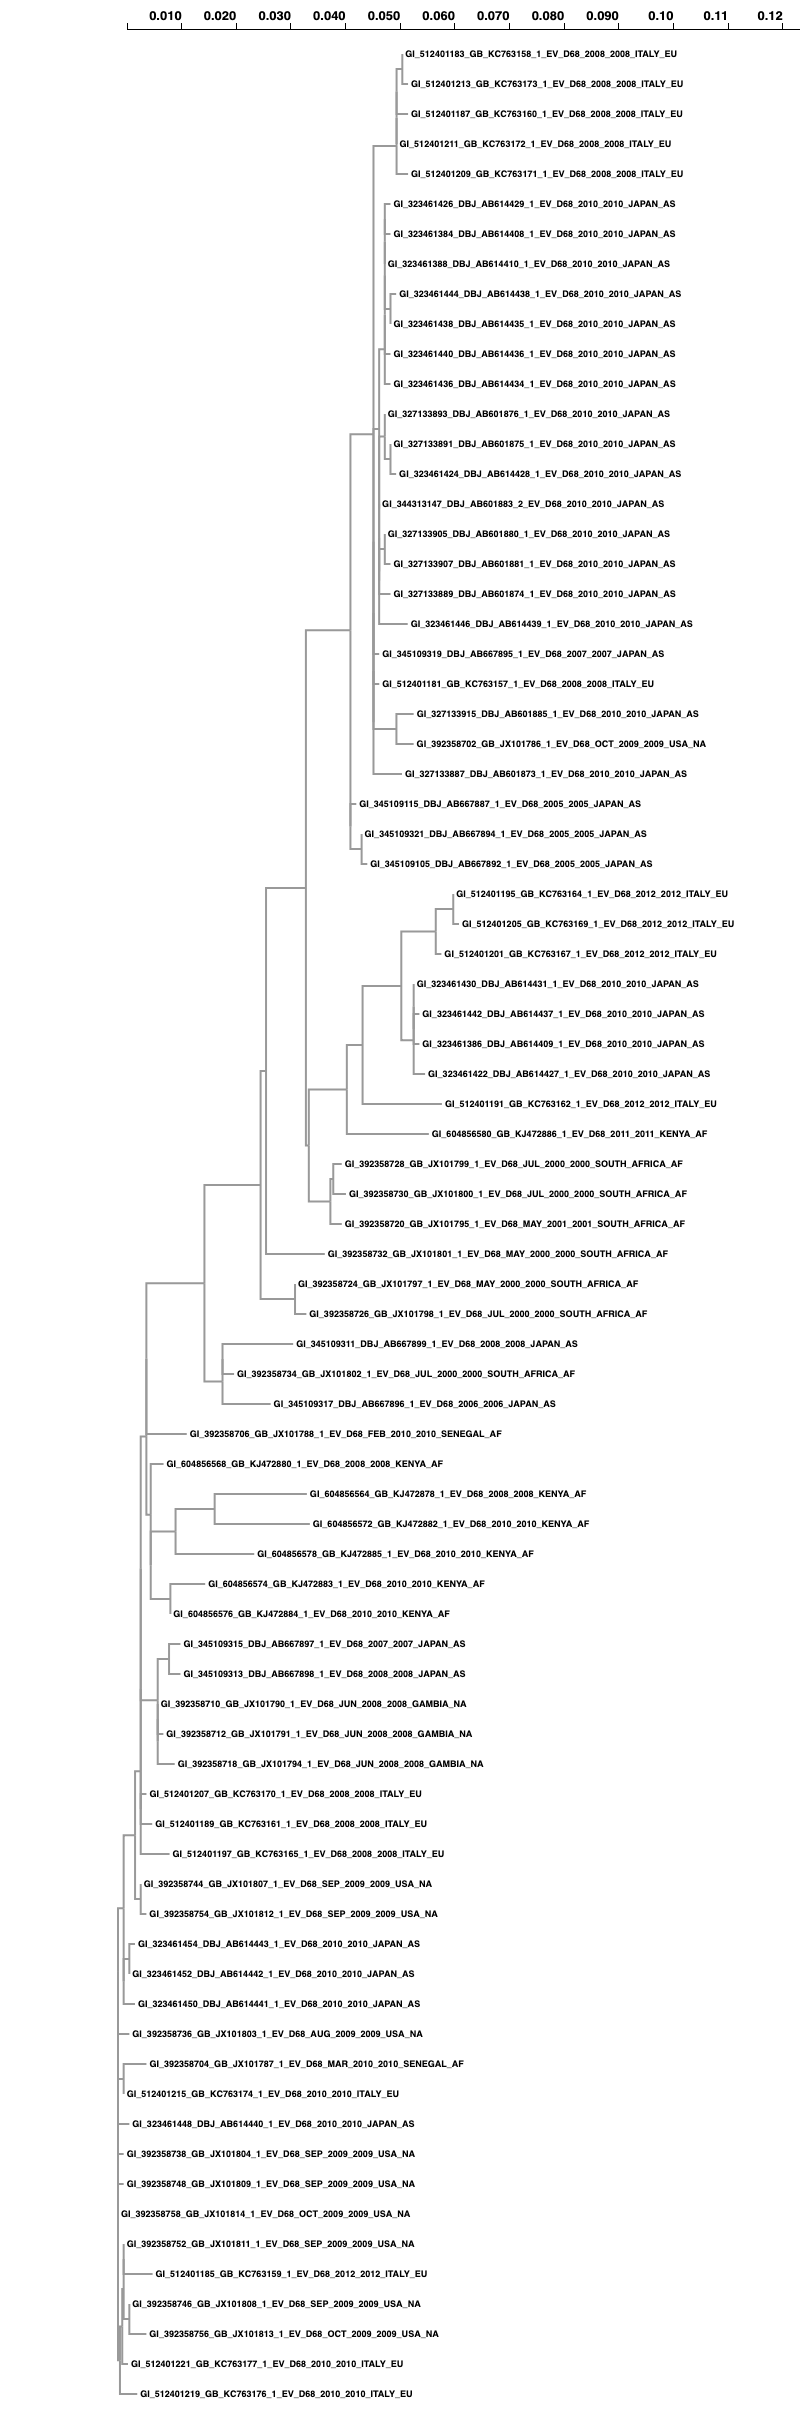 0.010 0.020 0.030 0.040 0.050 0.060 0.070 0.080 0.090 0.10 0.11 0.12
GI_512401183_GB_KC763158_1_EV_D68_2008_2008_ITALY_EU
GI_512401213_GB_KC763173_1_EV_D68_2008_2008_ITALY_EU
GI_512401187_GB_KC763160_1_EV_D68_2008_2008_ITALY_EU
GI_512401211_GB_KC763172_1_EV_D68_2008_2008_ITALY_EU
GI_512401209_GB_KC763171_1_EV_D68_2008_2008_ITALY_EU
GI_323461426_DBJ_AB614429_1_EV_D68_2010_2010_JAPAN_AS
GI_323461384_DBJ_AB614408_1_EV_D68_2010_2010_JAPAN_AS
GI_323461388_DBJ_AB614410_1_EV_D68_2010_2010_JAPAN_AS
GI_323461444_DBJ_AB614438_1_EV_D68_2010_2010_JAPAN_AS
GI_323461438_DBJ_AB614435_1_EV_D68_2010_2010_JAPAN_AS
GI_323461440_DBJ_AB614436_1_EV_D68_2010_2010_JAPAN_AS
GI_323461436_DBJ_AB614434_1_EV_D68_2010_2010_JAPAN_AS
GI_327133893_DBJ_AB601876_1_EV_D68_2010_2010_JAPAN_AS
GI_327133891_DBJ_AB601875_1_EV_D68_2010_2010_JAPAN_AS
GI_323461424_DBJ_AB614428_1_EV_D68_2010_2010_JAPAN_AS
GI_344313147_DBJ_AB601883_2_EV_D68_2010_2010_JAPAN_AS
GI_327133905_DBJ_AB601880_1_EV_D68_2010_2010_JAPAN_AS
GI_327133907_DBJ_AB601881_1_EV_D68_2010_2010_JAPAN_AS
GI_327133889_DBJ_AB601874_1_EV_D68_2010_2010_JAPAN_AS
GI_323461446_DBJ_AB614439_1_EV_D68_2010_2010_JAPAN_AS
GI_345109319_DBJ_AB667895_1_EV_D68_2007_2007_JAPAN_AS
GI_512401181_GB_KC763157_1_EV_D68_2008_2008_ITALY_EU
GI_327133915_DBJ_AB601885_1_EV_D68_2010_2010_JAPAN_AS
GI_392358702_GB_JX101786_1_EV_D68_OCT_2009_2009_USA_NA
GI_327133887_DBJ_AB601873_1_EV_D68_2010_2010_JAPAN_AS
GI_345109115_DBJ_AB667887_1_EV_D68_2005_2005_JAPAN_AS
GI_345109321_DBJ_AB667894_1_EV_D68_2005_2005_JAPAN_AS
GI_345109105_DBJ_AB667892_1_EV_D68_2005_2005_JAPAN_AS
GI_512401195_GB_KC763164_1_EV_D68_2012_2012_ITALY_EU
GI_512401205_GB_KC763169_1_EV_D68_2012_2012_ITALY_EU
GI_512401201_GB_KC763167_1_EV_D68_2012_2012_ITALY_EU
GI_323461430_DBJ_AB614431_1_EV_D68_2010_2010_JAPAN_AS
GI_323461442_DBJ_AB614437_1_EV_D68_2010_2010_JAPAN_AS
GI_323461386_DBJ_AB614409_1_EV_D68_2010_2010_JAPAN_AS
GI_323461422_DBJ_AB614427_1_EV_D68_2010_2010_JAPAN_AS
GI_512401191_GB_KC763162_1_EV_D68_2012_2012_ITALY_EU
GI_604856580_GB_KJ472886_1_EV_D68_2011_2011_KENYA_AF
GI_392358728_GB_JX101799_1_EV_D68_JUL_2000_2000_SOUTH_AFRICA_AF
GI_392358730_GB_JX101800_1_EV_D68_JUL_2000_2000_SOUTH_AFRICA_AF
GI_392358720_GB_JX101795_1_EV_D68_MAY_2001_2001_SOUTH_AFRICA_AF
GI_392358732_GB_JX101801_1_EV_D68_MAY_2000_2000_SOUTH_AFRICA_AF
GI_392358724_GB_JX101797_1_EV_D68_MAY_2000_2000_SOUTH_AFRICA_AF
GI_392358726_GB_JX101798_1_EV_D68_JUL_2000_2000_SOUTH_AFRICA_AF
GI_345109311_DBJ_AB667899_1_EV_D68_2008_2008_JAPAN_AS
GI_392358734_GB_JX101802_1_EV_D68_JUL_2000_2000_SOUTH_AFRICA_AF
GI_345109317_DBJ_AB667896_1_EV_D68_2006_2006_JAPAN_AS
GI_392358706_GB_JX101788_1_EV_D68_FEB_2010_2010_SENEGAL_AF
GI_604856568_GB_KJ472880_1_EV_D68_2008_2008_KENYA_AF
GI_604856564_GB_KJ472878_1_EV_D68_2008_2008_KENYA_AF
GI_604856572_GB_KJ472882_1_EV_D68_2010_2010_KENYA_AF
GI_604856578_GB_KJ472885_1_EV_D68_2010_2010_KENYA_AF
GI_604856574_GB_KJ472883_1_EV_D68_2010_2010_KENYA_AF
GI_604856576_GB_KJ472884_1_EV_D68_2010_2010_KENYA_AF
GI_345109315_DBJ_AB667897_1_EV_D68_2007_2007_JAPAN_AS
GI_345109313_DBJ_AB667898_1_EV_D68_2008_2008_JAPAN_AS
GI_392358710_GB_JX101790_1_EV_D68_JUN_2008_2008_GAMBIA_NA
GI_392358712_GB_JX101791_1_EV_D68_JUN_2008_2008_GAMBIA_NA
GI_392358718_GB_JX101794_1_EV_D68_JUN_2008_2008_GAMBIA_NA
GI_512401207_GB_KC763170_1_EV_D68_2008_2008_ITALY_EU
GI_512401189_GB_KC763161_1_EV_D68_2008_2008_ITALY_EU
GI_512401197_GB_KC763165_1_EV_D68_2008_2008_ITALY_EU
GI_392358744_GB_JX101807_1_EV_D68_SEP_2009_2009_USA_NA
GI_392358754_GB_JX101812_1_EV_D68_SEP_2009_2009_USA_NA
GI_323461454_DBJ_AB614443_1_EV_D68_2010_2010_JAPAN_AS
GI_323461452_DBJ_AB614442_1_EV_D68_2010_2010_JAPAN_AS
GI_323461450_DBJ_AB614441_1_EV_D68_2010_2010_JAPAN_AS
GI_392358736_GB_JX101803_1_EV_D68_AUG_2009_2009_USA_NA
GI_392358704_GB_JX101787_1_EV_D68_MAR_2010_2010_SENEGAL_AF
GI_512401215_GB_KC763174_1_EV_D68_2010_2010_ITALY_EU
GI_323461448_DBJ_AB614440_1_EV_D68_2010_2010_JAPAN_AS
GI_392358738_GB_JX101804_1_EV_D68_SEP_2009_2009_USA_NA
GI_392358748_GB_JX101809_1_EV_D68_SEP_2009_2009_USA_NA
GI_392358758_GB_JX101814_1_EV_D68_OCT_2009_2009_USA_NA
GI_392358752_GB_JX101811_1_EV_D68_SEP_2009_2009_USA_NA
GI_512401185_GB_KC763159_1_EV_D68_2012_2012_ITALY_EU
GI_392358746_GB_JX101808_1_EV_D68_SEP_2009_2009_USA_NA
GI_392358756_GB_JX101813_1_EV_D68_OCT_2009_2009_USA_NA
GI_512401221_GB_KC763177_1_EV_D68_2010_2010_ITALY_EU
GI_512401219_GB_KC763176_1_EV_D68_2010_2010_ITALY_EU